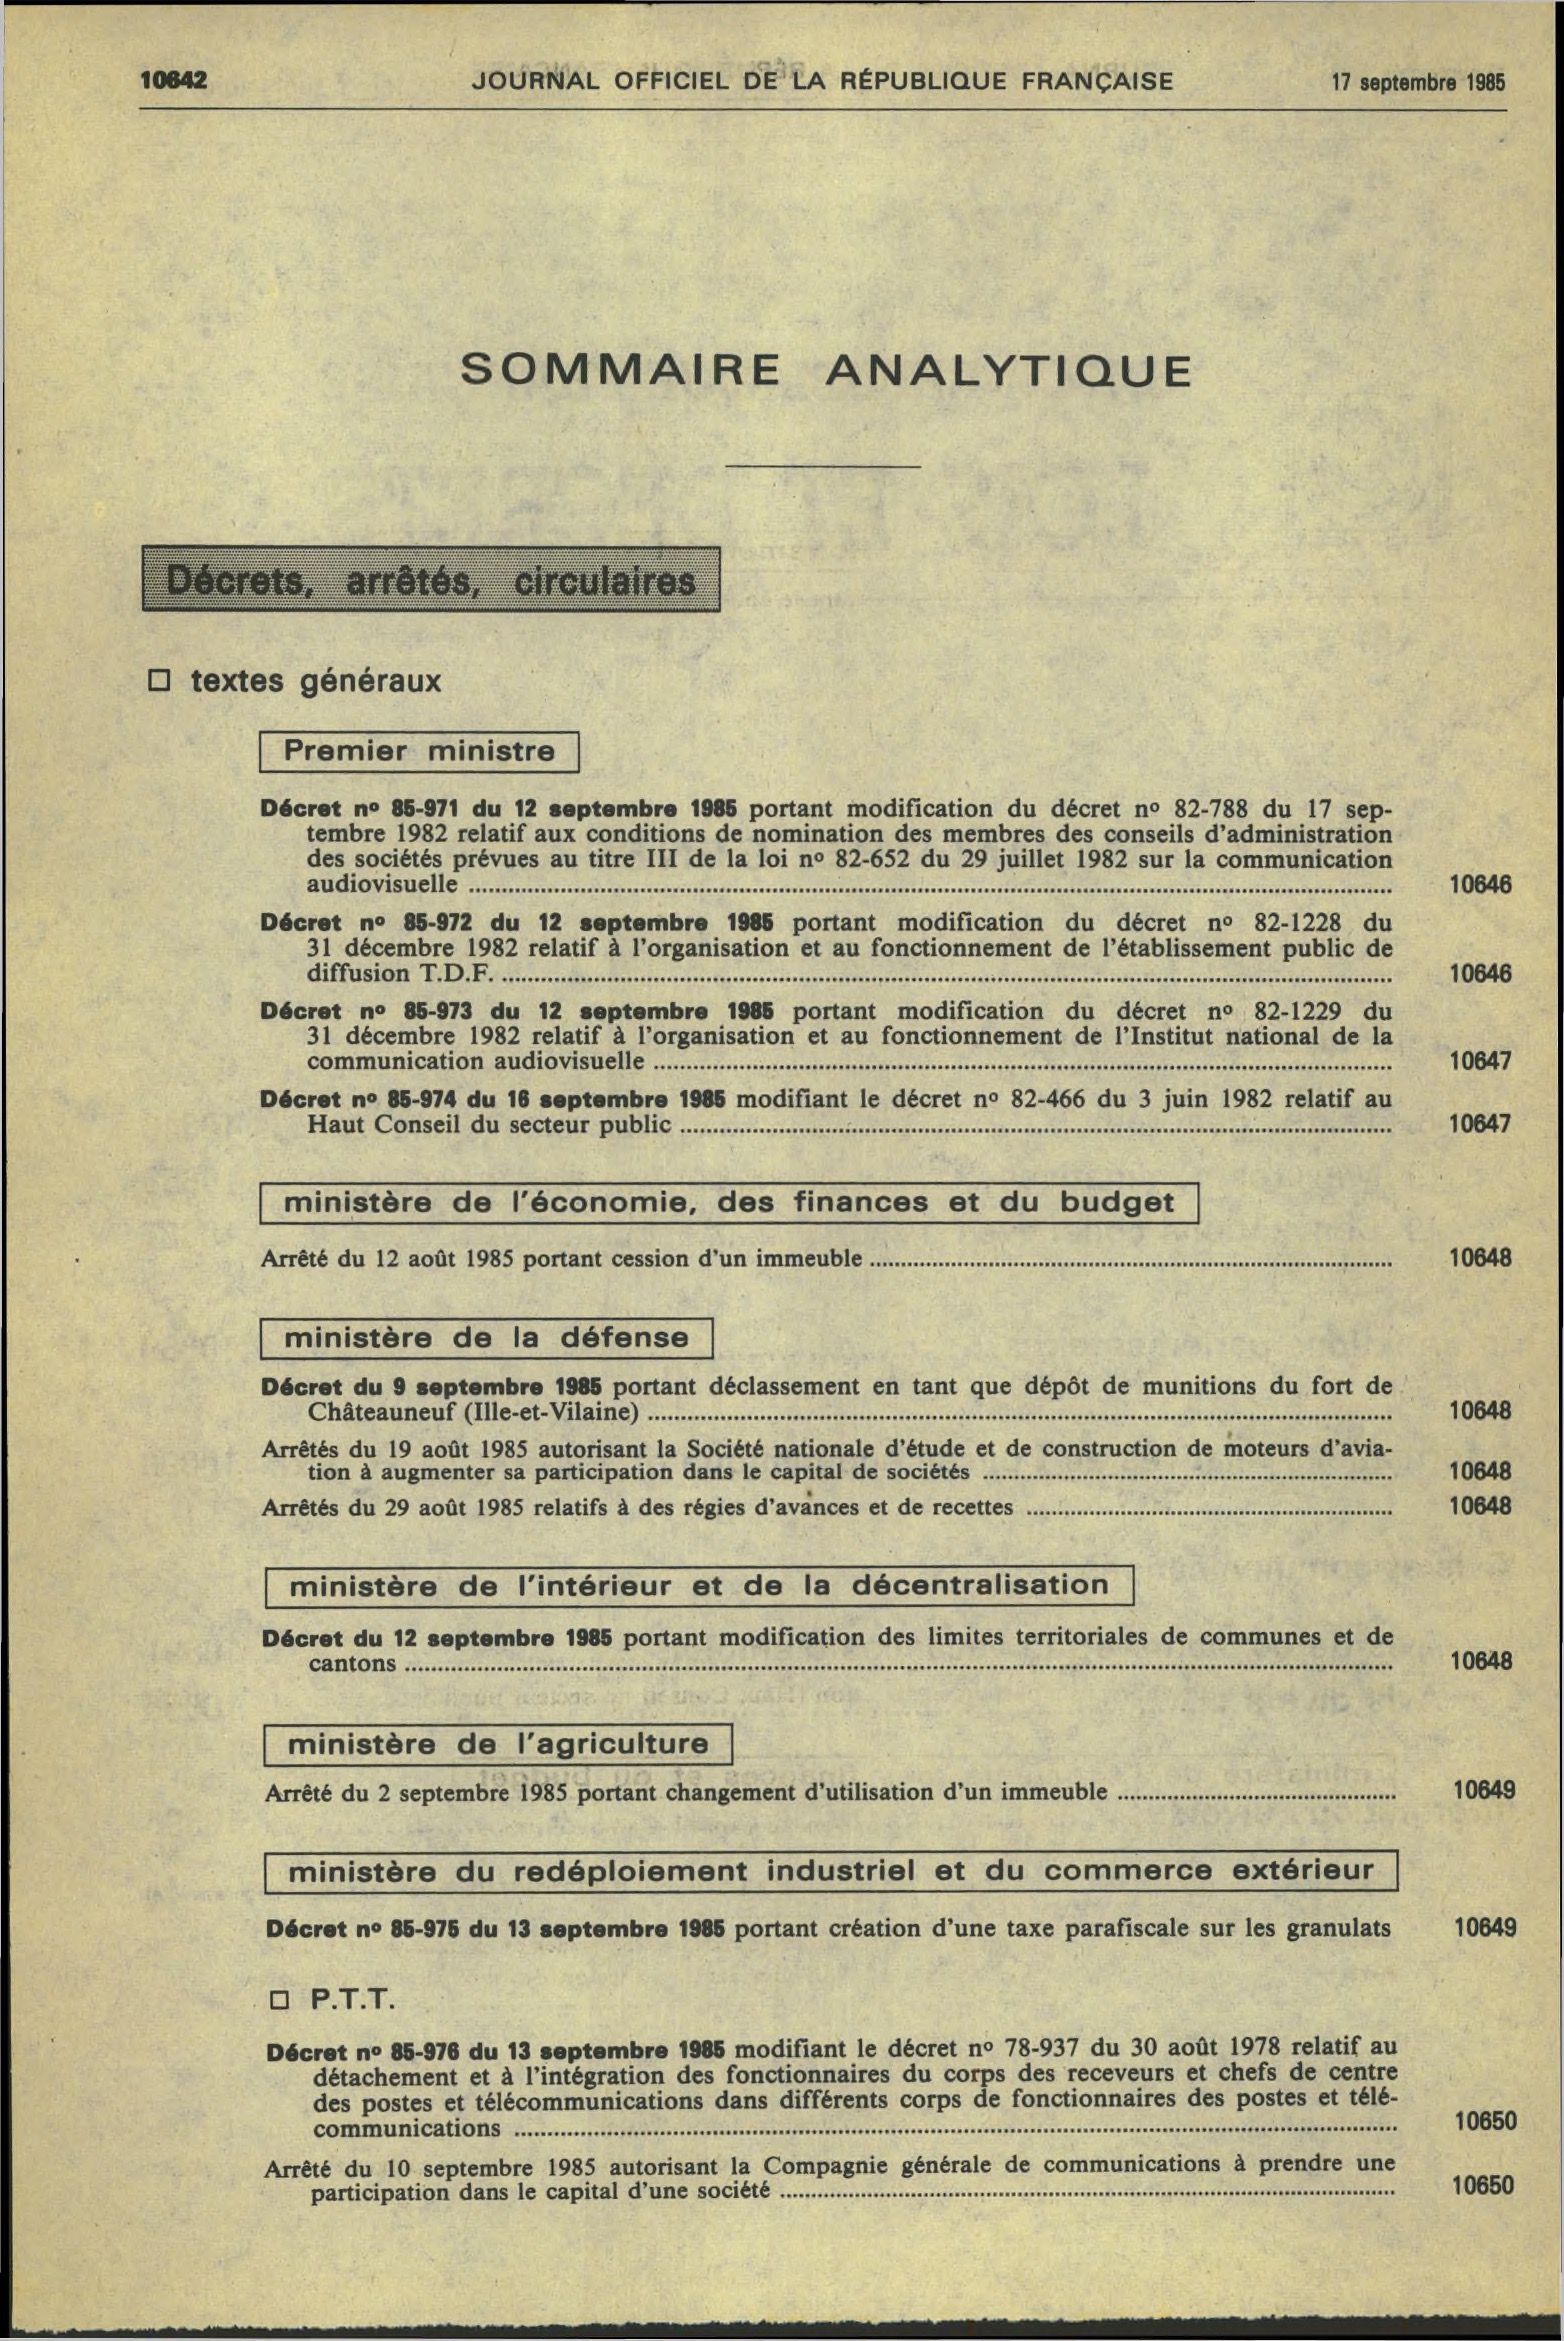 10642 JOURNAL OFFICIEL DE LA RÉPUBLIQUE FRANÇAISE 17 septembre 1985
SOMMAIRE ANALYTIQUE
Décrets, arrêtés, circulaires
□ textes généraux
Premier ministre
Décret nº 85-971 du 12 septembre 1985 portant modification du décret nº 82-788 du 17 sep-
tembre 1982 relatif aux conditions de nomination des membres des conseils d'administration
des sociétés prévues au titre III de la loi nº 82-652 du 29 juillet 1982 sur la communication
audiovisuelle ........ 10646
Décret nº 85-972 du 12 septembre 1985 portant modification du décret nº 82-1228 du
31 décembre 1982 relatif à l'organisation et au fonctionnement de l'établissement public de
diffusion T.D.F. ........ 10646
Décret nº 85-973 du 12 septembre 1985 portant modification du décret nº 82-1229 du
31 décembre 1982 relatif à l'organisation et au fonctionnement de l'Institut national de la
communication audiovisuelle ........ 10647
Décret nº 85-974 du 16 septembre 1985 modifiant le décret nº 82-466 du 3 juin 1982 relatif au
Haut Conseil du secteur public ........ 10647
ministère de l'économie, des finances et du budget
Arrêté du 12 août 1985 portant cession d'un immeuble ........ 10648
ministère de la défense
Décret du 9 septembre 1985 portant déclassement en tant que dépôt de munitions du fort de
Châteauneuf (Ille-et-Vilaine) ........ 10648
Arrêtés du 19 août 1985 autorisant la Société nationale d'étude et de construction de moteurs d'avia-
tion à augmenter sa participation dans le capital de sociétés ........ 10648
Arrêtés du 29 août 1985 relatifs à des régies d'avances et de recettes ........ 10648
ministère de l'intérieur et de la décentralisation
Décret du 12 septembre 1985 portant modification des limites territoriales de communes et de
cantons ........ 10648
ministère de l'agriculture
Arrêté du 2 septembre 1985 portant changement d'utilisation d'un immeuble ........ 10649
ministère du redéploiement industriel et du commerce extérieur
Décret nº 85-975 du 13 septembre 1985 portant création d'une taxe parafiscale sur les granulats 10649
□ P.T.T.
Décret nº 85-976 du 13 septembre 1985 modifiant le décret nº 78-937 du 30 août 1978 relatif au
détachement et à l'intégration des fonctionnaires du corps des receveurs et chefs de centre
des postes et télécommunications dans différents corps de fonctionnaires des postes et télé-
communications ........ 10650
Arrêté du 10 septembre 1985 autorisant la Compagnie générale de communications à prendre une
participation dans le capital d'une société ........ 10650